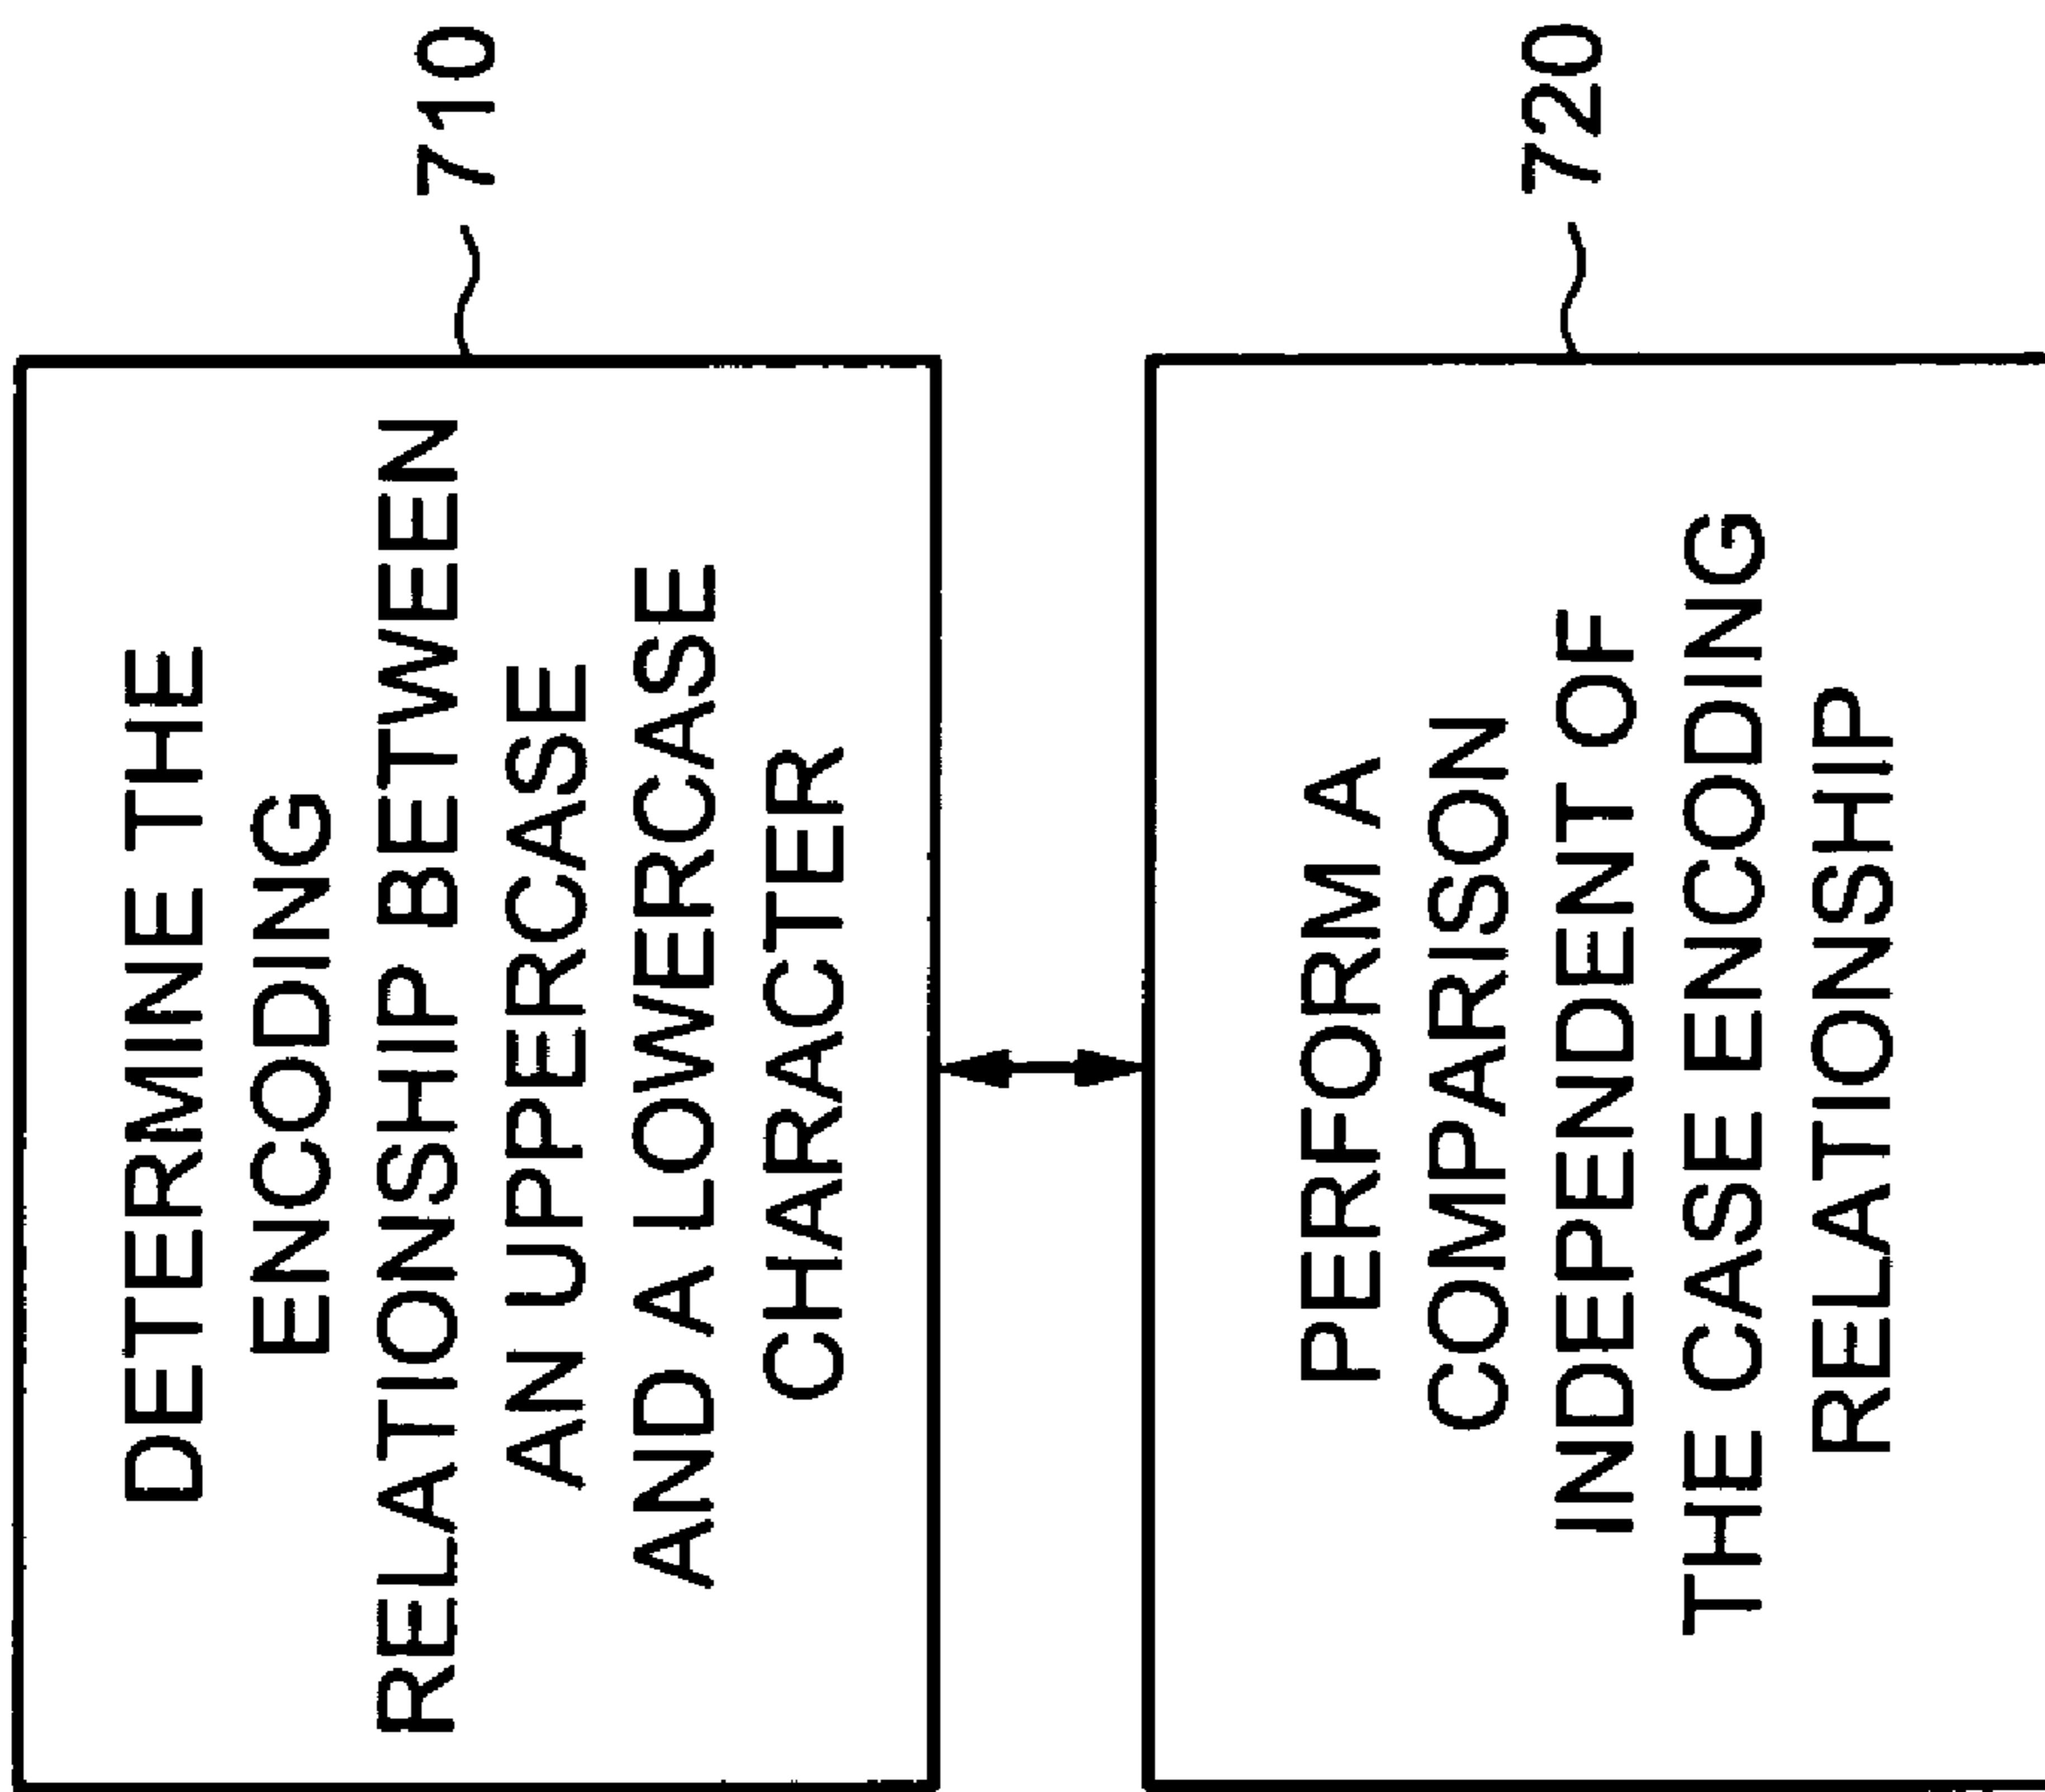 DETERMINE THE
ENCODING
RELATIONSHIP BETWEEN
AN UPPERCASE
AND A LOWERCASE
CHARACTER
710
PERFORM A
COMPARISON
INDEPENDENT OF
THE CASE ENCODING
RELATIONSHIP
720